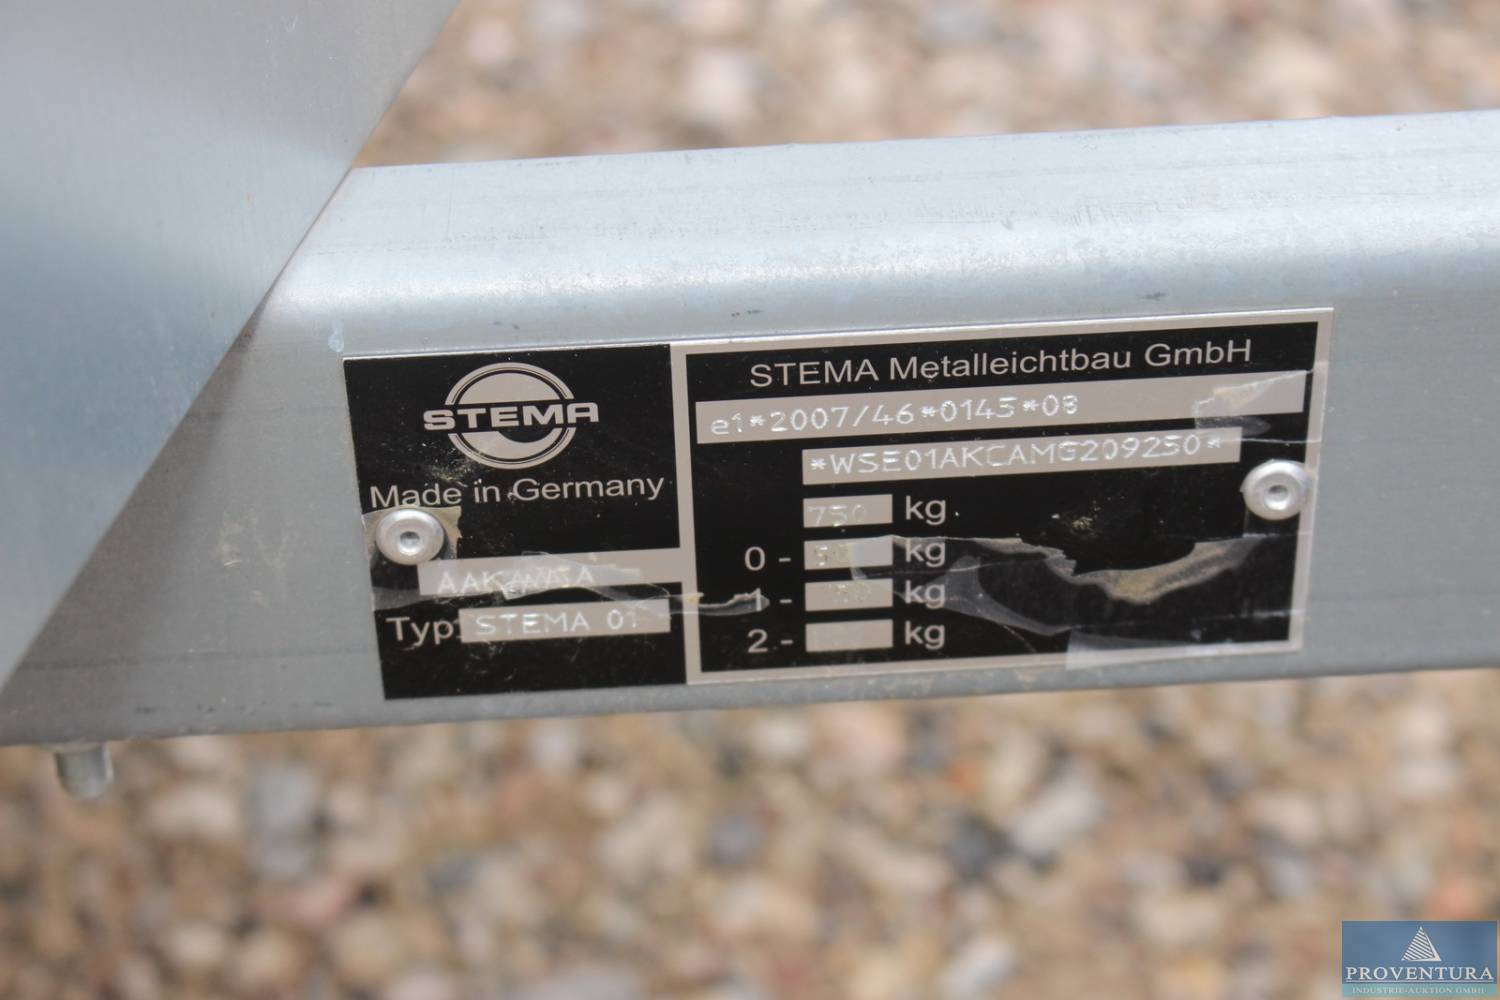 STEMA
Made in Germany
Typ: STEMA 01
STEMA Metalleichtbau GmbH
e1*2007/46*0145*08
*WSE01AKCAMG209250*
750 kg.
0 - kg
1 - kg
2 - kg
PROVENTURA
INDUSTRIE-AUKTION GMBH